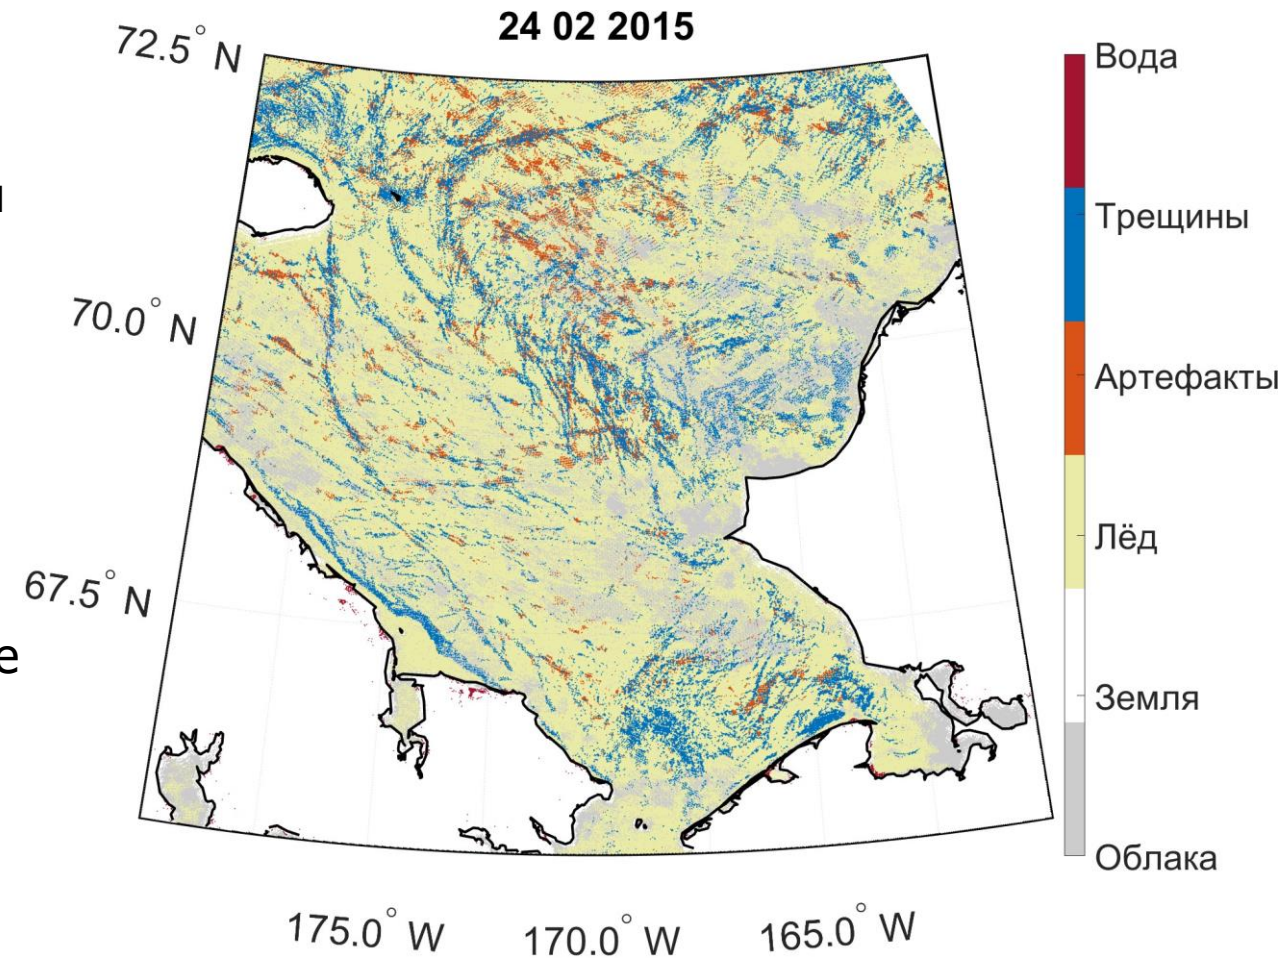 24 02 2015
72.5° N
70.0° N
67.5° N
175.0° W
170.0° W
165.0° W
Вода
Трещины
Артефакты
Лёд
Земля
Облака
е